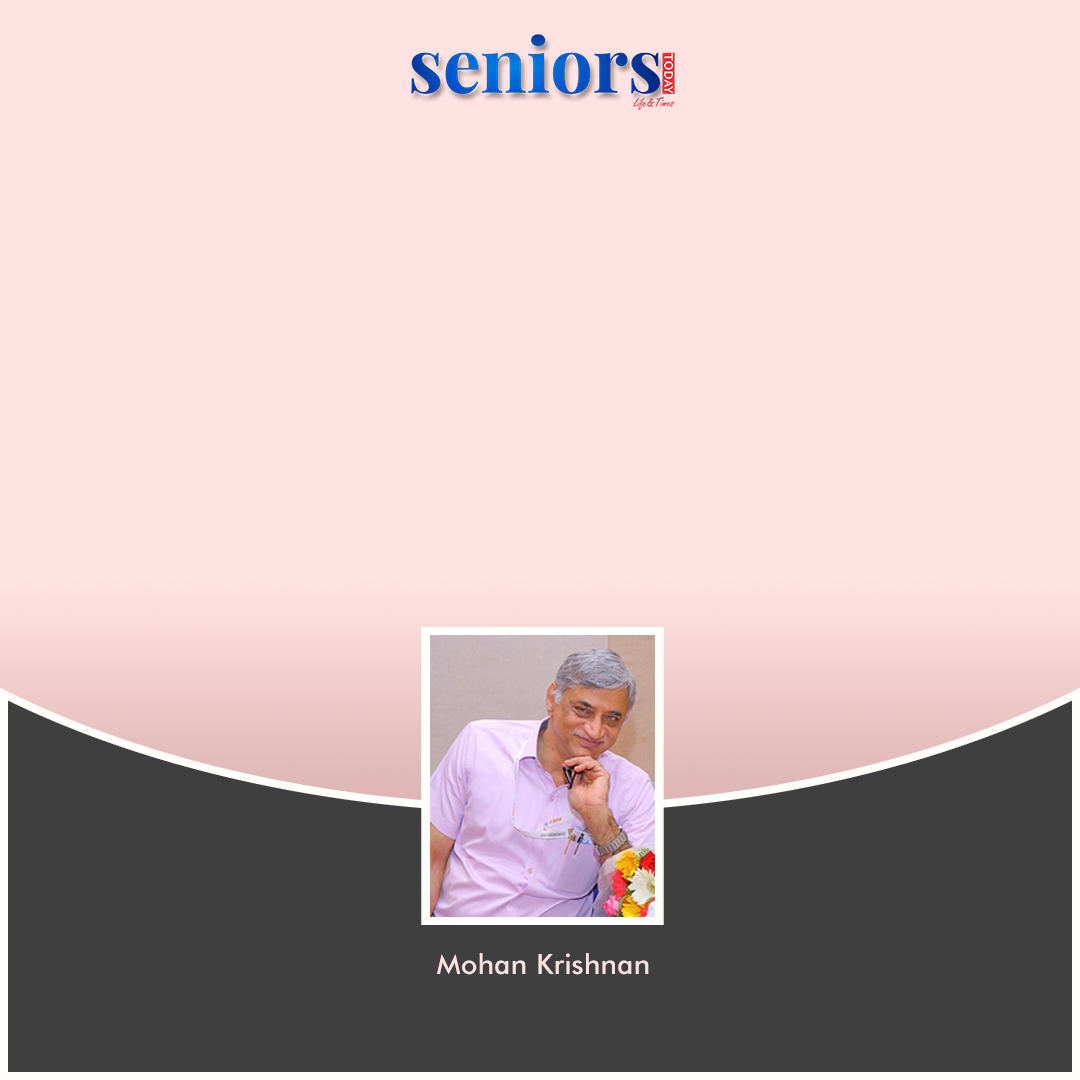 seniors
TODAY
Life & Times
Mohan Krishnan